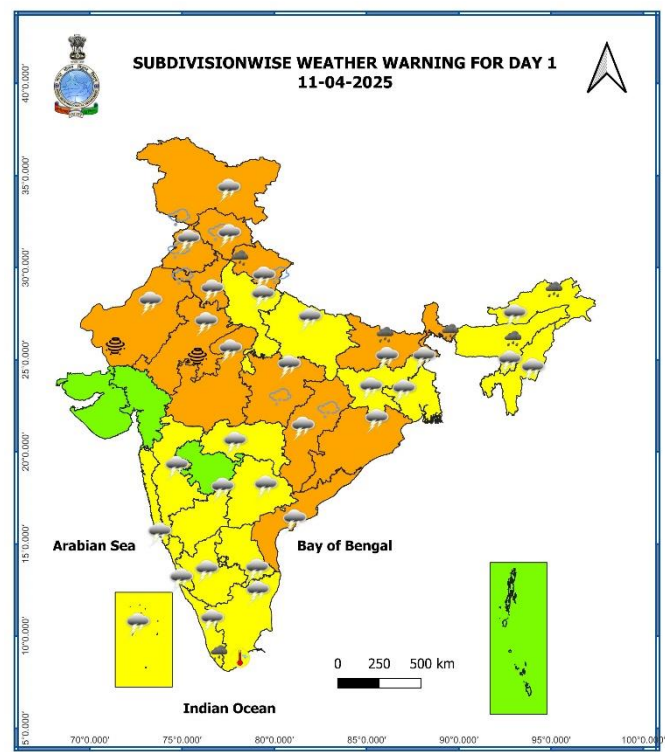 SUBDIVISIONWISE WEATHER WARNING FOR DAY 1
11-04-2025
40°0.000'
35°0.000'
30°0.000'
25°0.000'
20°0.000'
15°0.000'
10°0.000'
5°0.000'
Arabian Sea
Bay of Bengal
0 250 500 km
Indian Ocean
70°0.000' 75°0.000' 80°0.000' 85°0.000' 90°0.000' 95°0.000' 100°0.000'